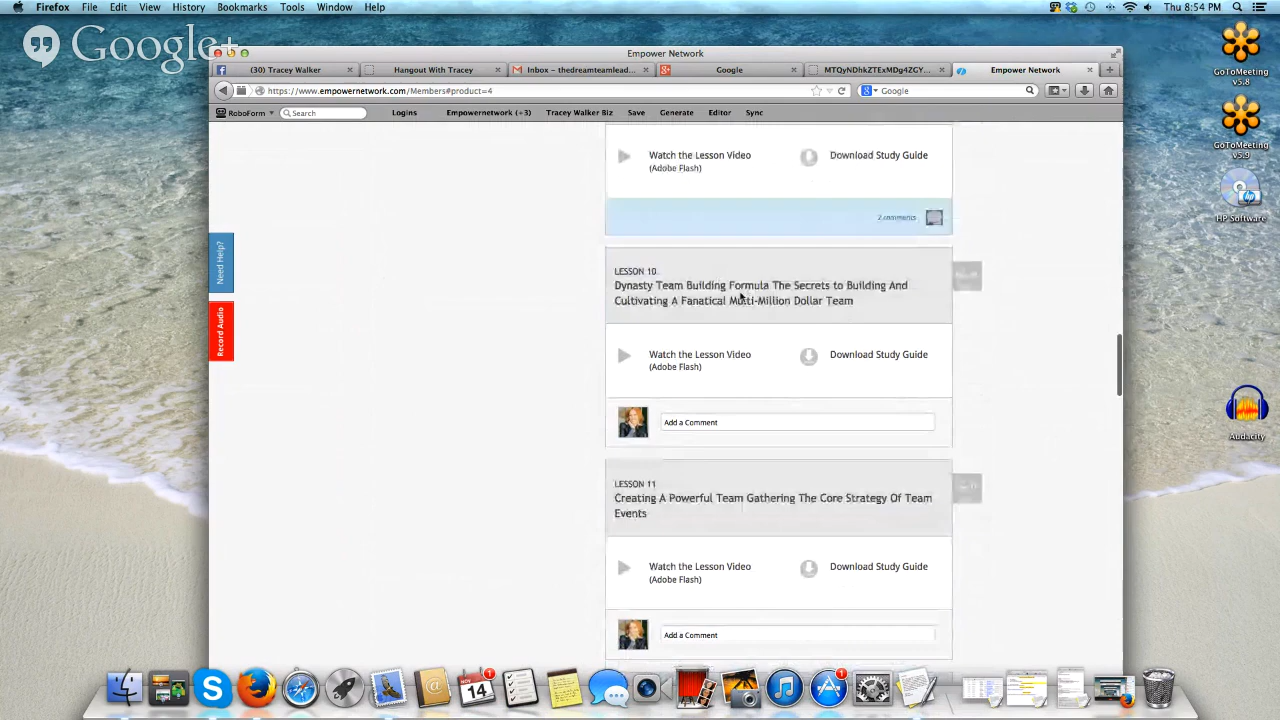 Firefox File Edit View History Bookmarks Tools Window Help
Thu 8:54 PM
Google+
Empower Network
(30) Tracey Walker
Hangout With Tracey
Inbox – thedreamteamlead...
Google
MTQyNDhkZTExMDg4ZCY...
Empower Network
https://www.empowernetwork.com/Members#product=4
Google
RoboForm
Search
Logins
Empowernetwork (+3)
Tracey Walker Biz
Save
Generate
Editor
Sync
GoToMeeting
v5.8
GoToMeeting
v5.9
HP Software
Audacity
Need Help?
Record Audio
Watch the Lesson Video
(Adobe Flash)
Download Study Guide
2 comments
LESSON 10
Dynasty Team Building Formula The Secrets to Building And
Cultivating A Fanatical Multi-Million Dollar Team
Watch the Lesson Video
(Adobe Flash)
Download Study Guide
Add a Comment
LESSON 11
Creating A Powerful Team Gathering The Core Strategy Of Team
Events
Watch the Lesson Video
(Adobe Flash)
Download Study Guide
Add a Comment
NOV
14
1
1